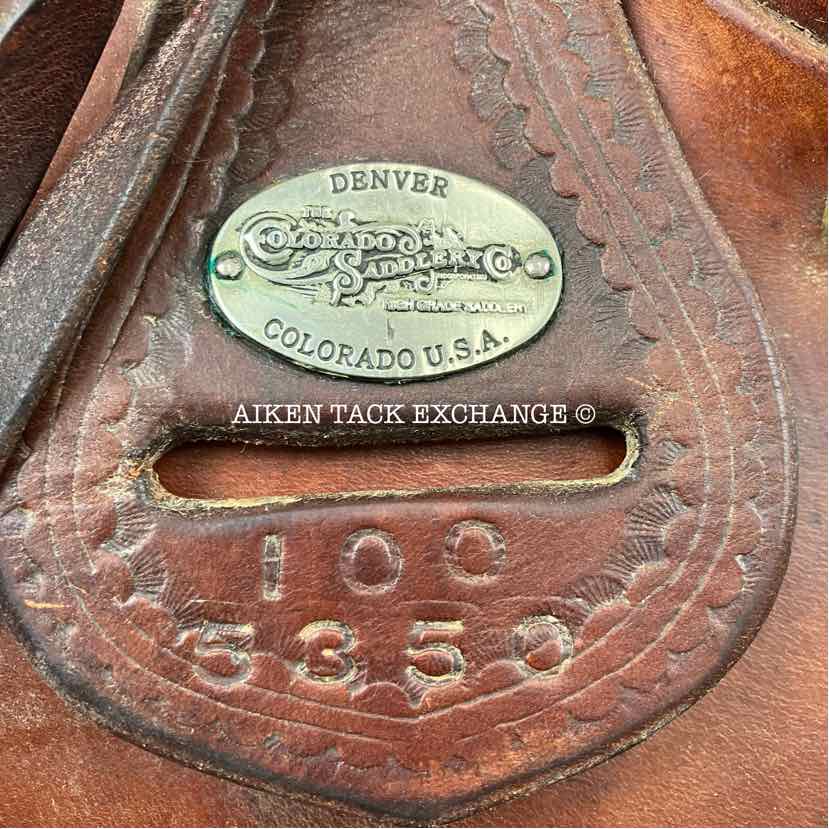 DENVER
THE
COLORADO
SADDLERY CO.
INCORPORATED
HIGH GRADE SADDLERY
COLORADO U.S.A.
AIKEN TACK EXCHANGE ©
100
5350